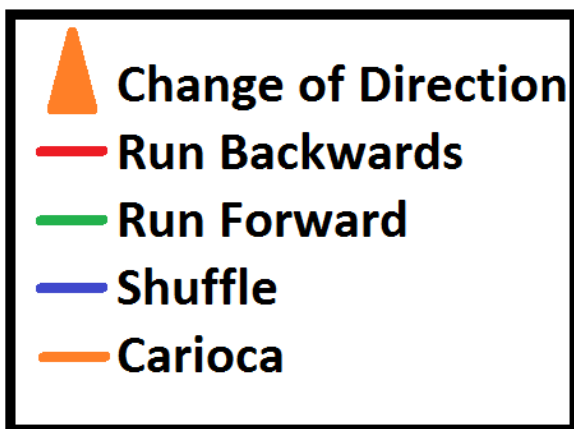 Change of Direction
Run Backwards
Run Forward
Shuffle
Carioca